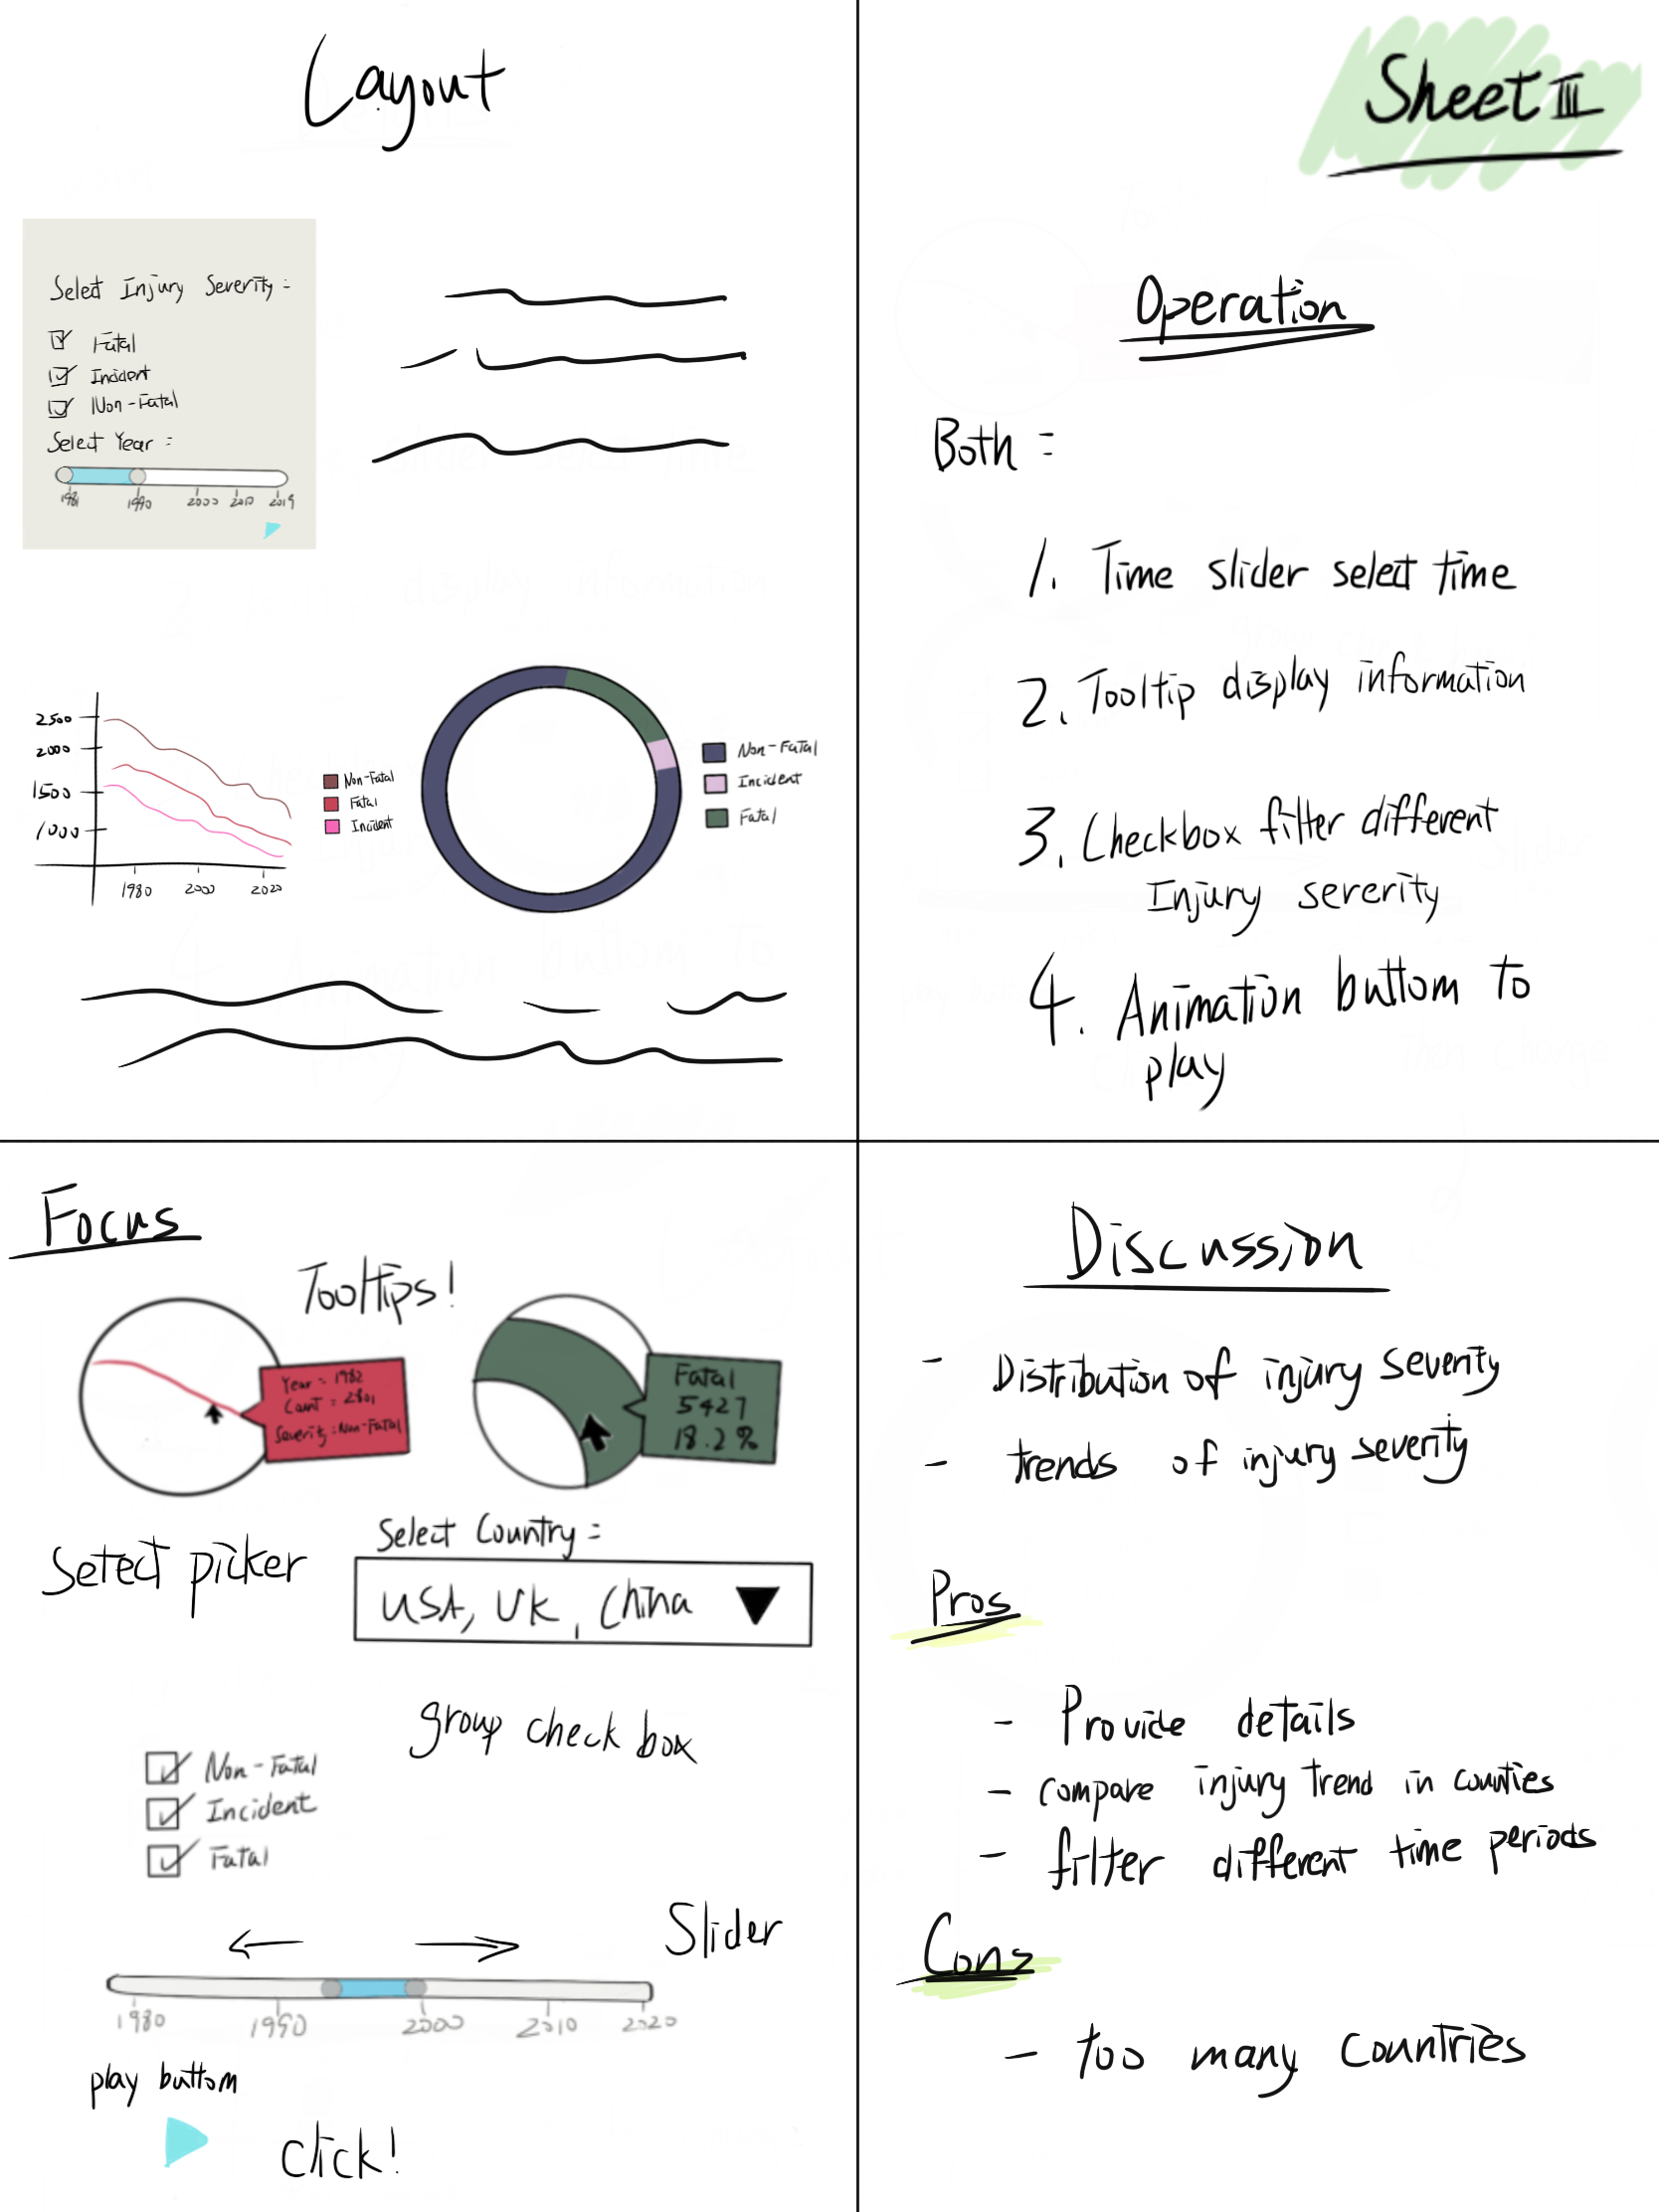 Layout
Select Injury Severity =
Fatal
Incident
Non-Fatal
Select Year =
1981 1990 2000 2010 2019
2500
2000
1500
1000
1980 2000 2020
Non-Fatal
Fatal
Incident
Non-Fatal
Incident
Fatal
Sheet III
Operation
Both =
1. Time slider select time
2. Tooltip display information
3. Checkbox filter different
Injury sererity
4. Animation buttom to
play
Focus
Tooltips!
Year = 1982
Count = 2801
Severity: Non-Fatal
Fatal
5427
18.2%
Setect picker
Select Country =
USA, UK, China
group check box
Non-Fatal
Incident
Fatal
Slider
1980 1990 2000 2010 2020
play buttom
click!
Discussion
- Distribution of injury severity
- trends of injury severity
Pros
- Provide details
- compare injury trend in counties
- filter different time periods
Cons
- too many countries